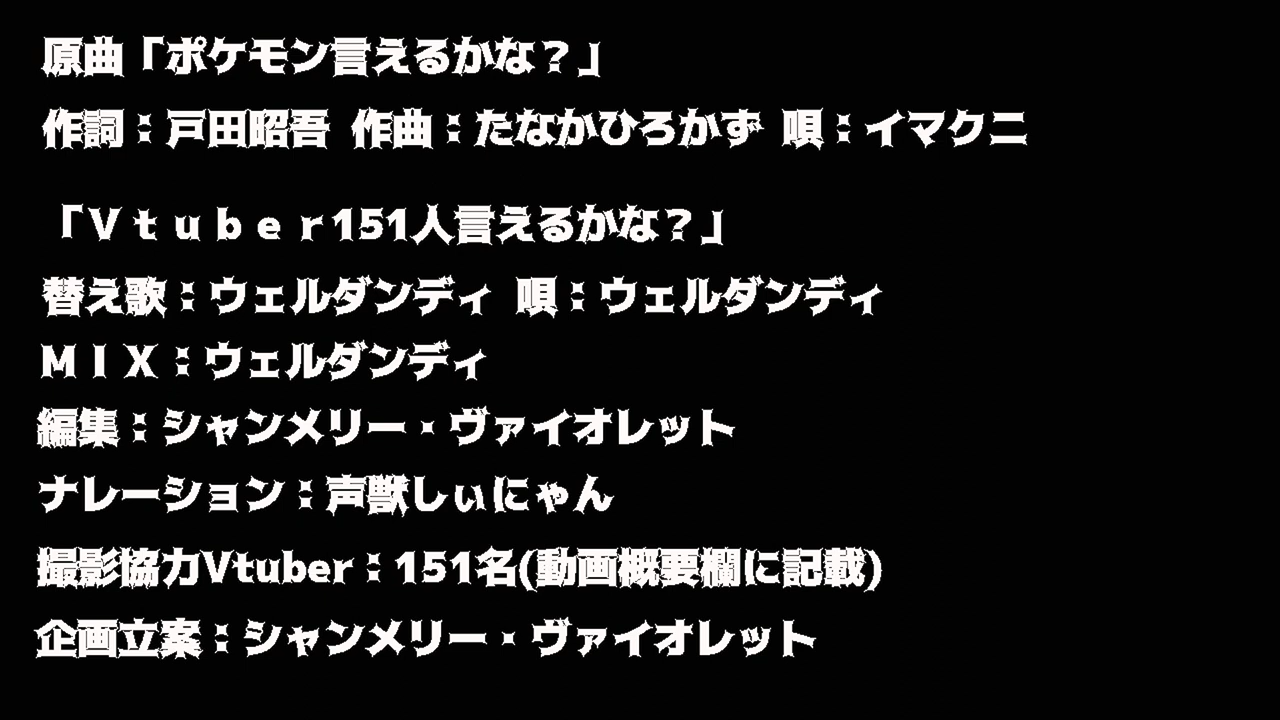 原曲「ポケモン言えるかな？」
作詞：戸田昭吾 作曲：たなかひろかず 唄：イマクニ
「Ｖｔｕｂｅｒ151人言えるかな？」
替え歌：ウェルダンディ 唄：ウェルダンディ
ＭＩＸ：ウェルダンディ
編集：シャンメリー・ヴァイオレット
ナレーション：声獣しぃにゃん
撮影協力Vtuber：151名(動画概要欄に記載)
企画立案：シャンメリー・ヴァイオレット